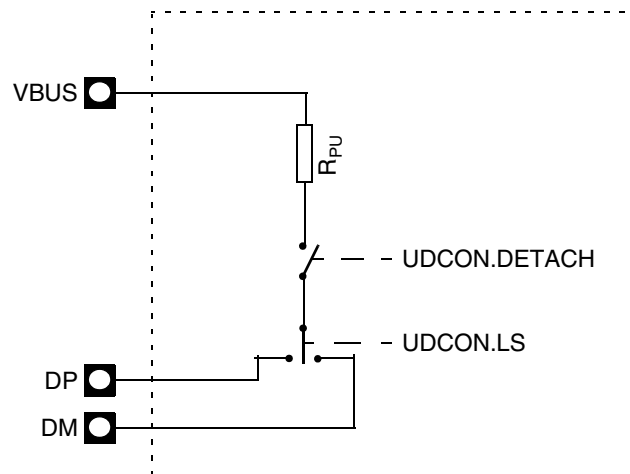 VBUS
RPU
UDCON.DETACH
UDCON.LS
DP
DM